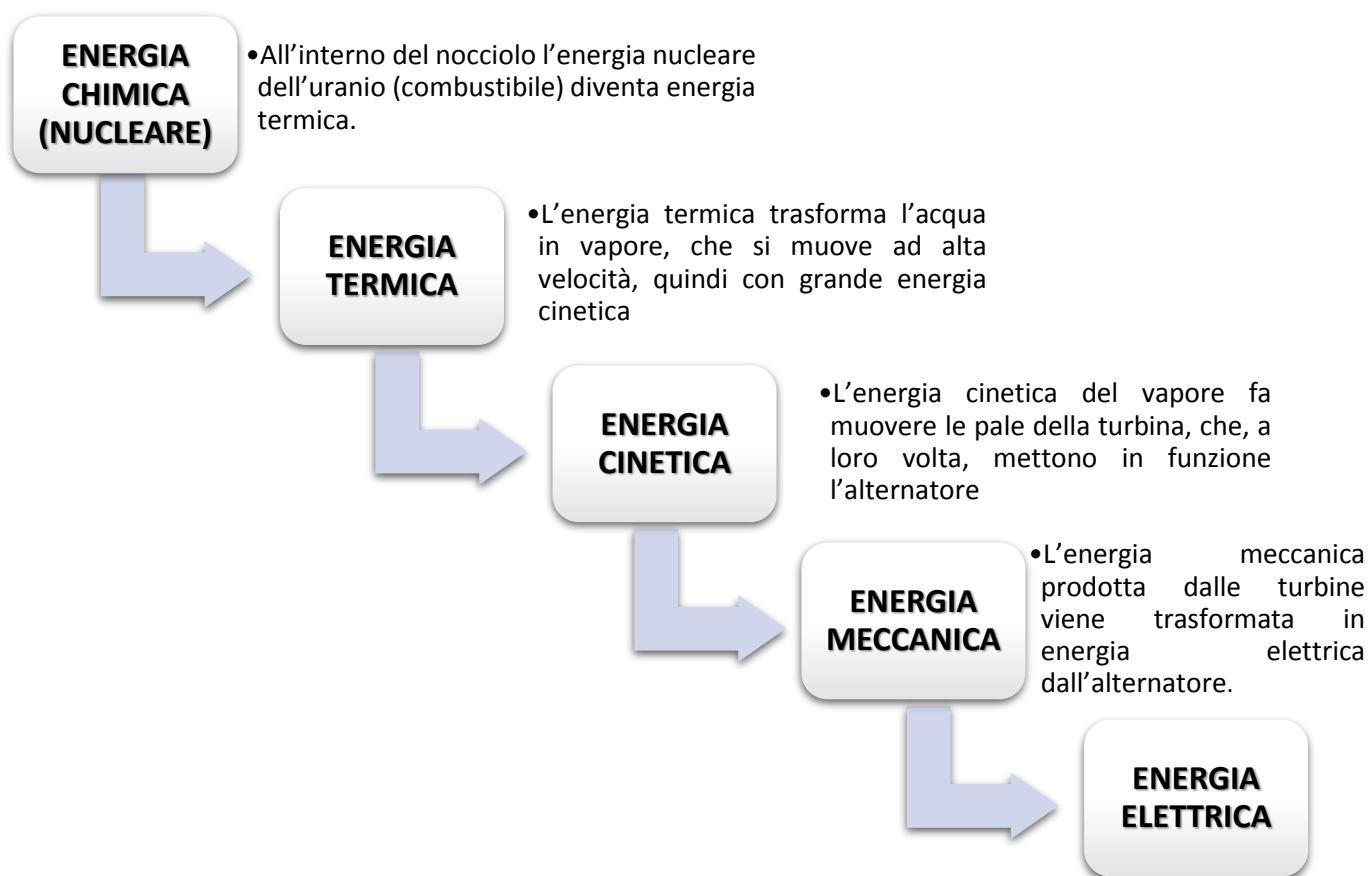 ENERGIA
CHIMICA
(NUCLEARE)
•All’interno del nocciolo l’energia nucleare
dell’uranio (combustibile) diventa energia
termica.
ENERGIA
TERMICA
•L’energia termica trasforma l’acqua
in vapore, che si muove ad alta
velocità, quindi con grande energia
cinetica
ENERGIA
CINETICA
•L’energia cinetica del vapore fa
muovere le pale della turbina, che, a
loro volta, mettono in funzione
l’alternatore
ENERGIA
MECCANICA
•L’energia meccanica
prodotta dalle turbine
viene trasformata in
energia elettrica
dall’alternatore.
ENERGIA
ELETTRICA